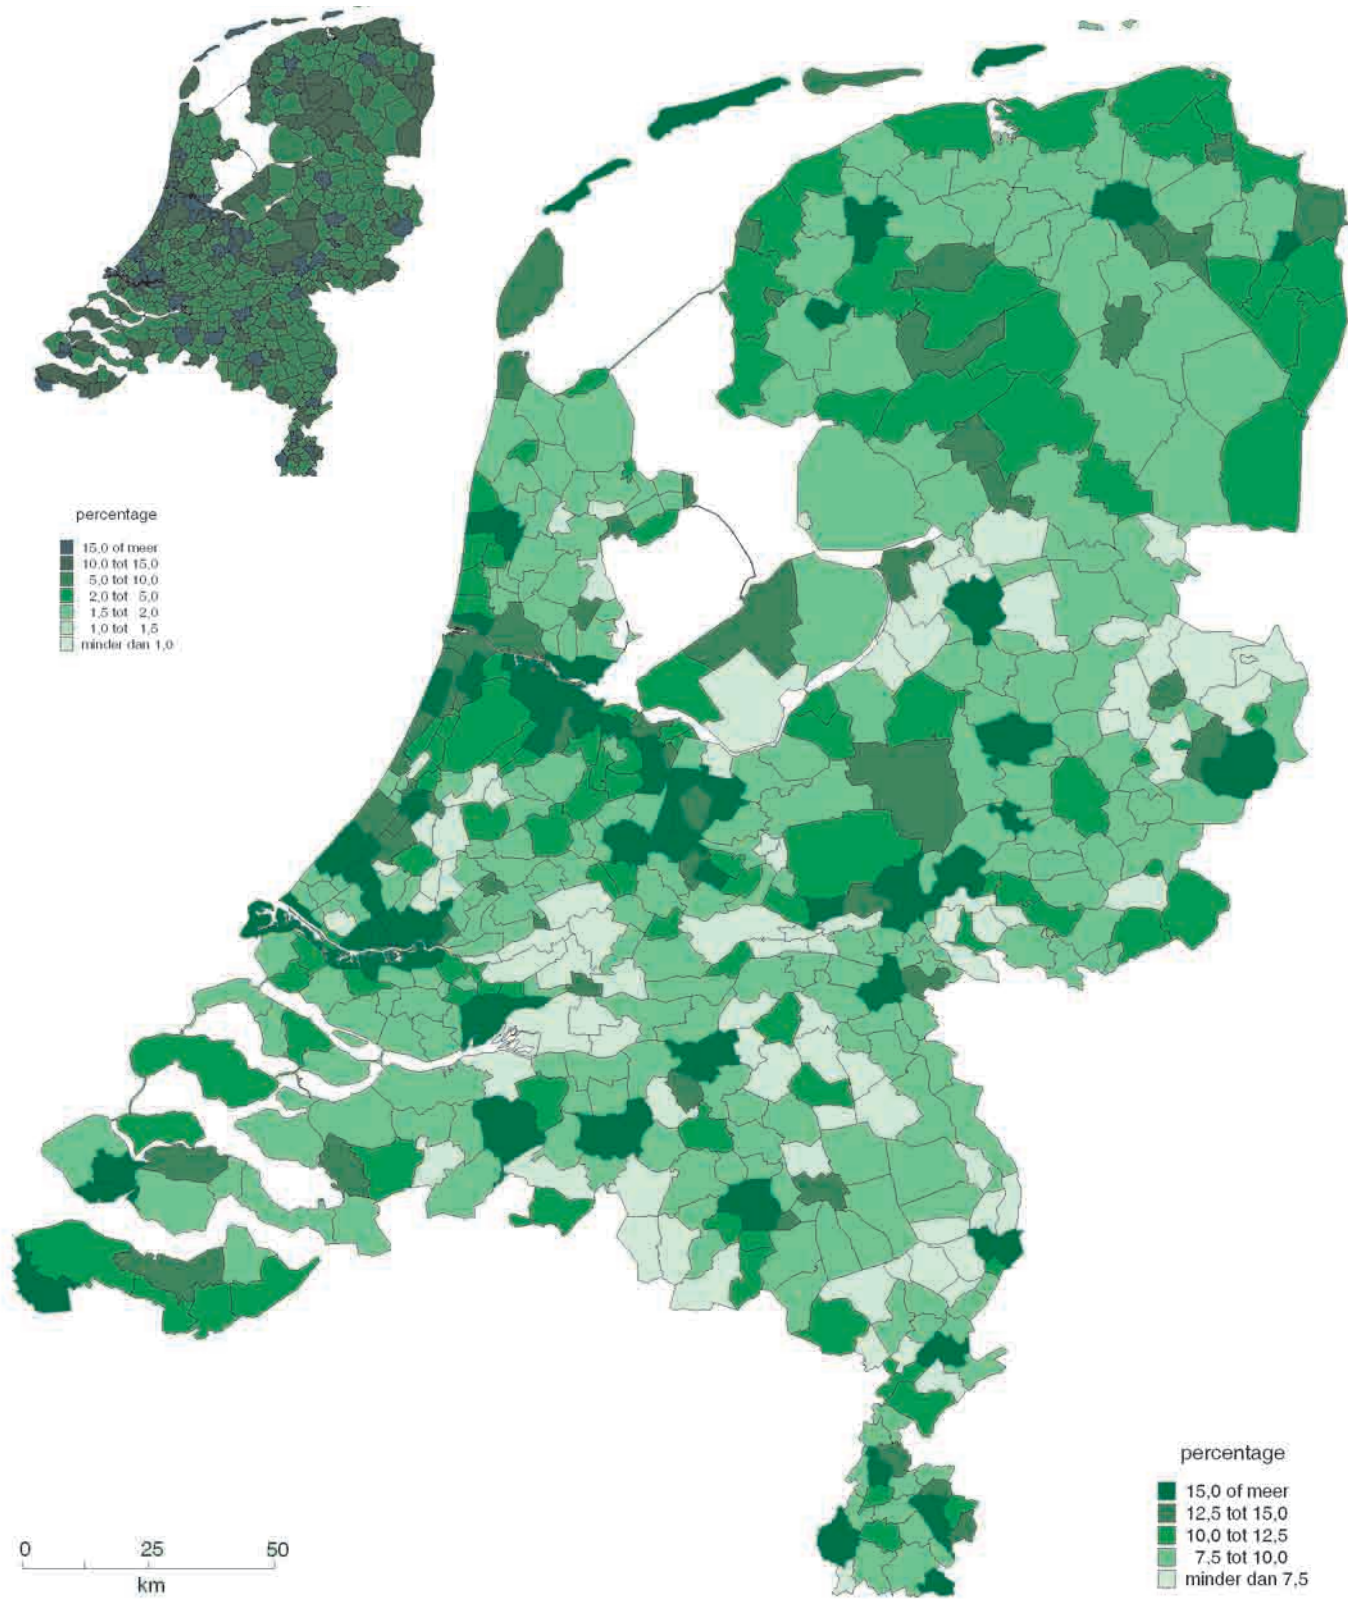 percentage
15,0 of meer
10,0 tot 15,0
5,0 tot 10,0
2,0 tot 5,0
1,5 tot 2,0
1,0 tot 1,5
minder dan 1,0
percentage
15,0 of meer
12,5 tot 15,0
10,0 tot 12,5
7,5 tot 10,0
minder dan 7,5
0 25 50
km